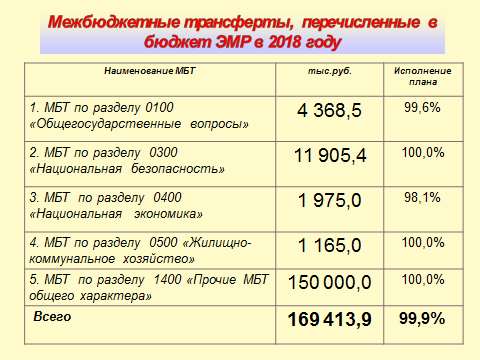 Межбюджетные трансферты, перечисленные в
бюджет ЭМР в 2018 году
Наименование МБТ
тыс.руб.
Исполнение
плана
1. МБТ по разделу 0100
«Общегосударственные вопросы»
4 368,5
99,6%
2. МБТ по разделу 0300
«Национальная безопасность»
11 905,4
100,0%
3. МБТ по разделу 0400
«Национальная экономика»
1 975,0
98,1%
4. МБТ по разделу 0500 «Жилищно-
коммунальное хозяйство»
1 165,0
100,0%
5. МБТ по разделу 1400 «Прочие МБТ
общего характера»
150 000,0
100,0%
Всего
169 413,9
99,9%